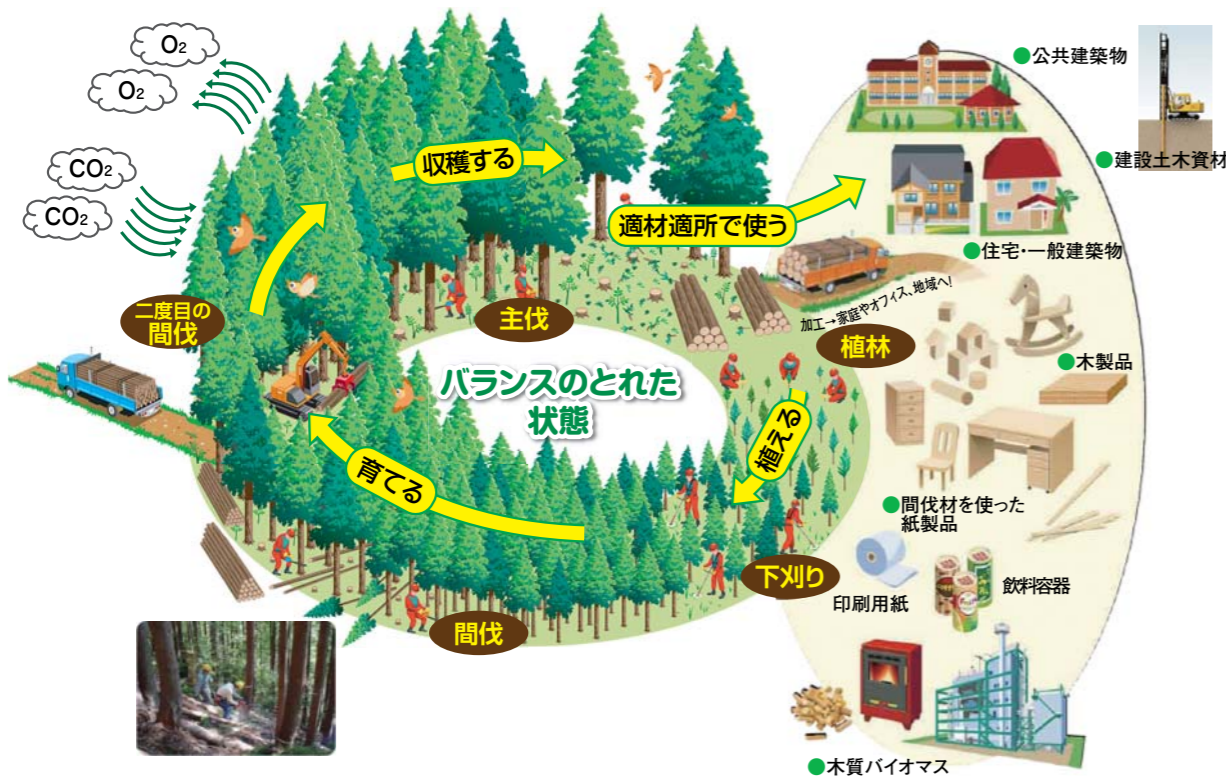 O₂
O₂
CO₂
CO₂
収穫する
適材適所で使う
●公共建築物
●建設土木資材
●住宅・一般建築物
加工→家庭やオフィス、地域へ!
二度目の
間伐
主伐
植林
バランスのとれた
状態
植える
育てる
●木製品
●間伐材を使った
紙製品
印刷用紙
飲料容器
下刈り
間伐
●木質バイオマス